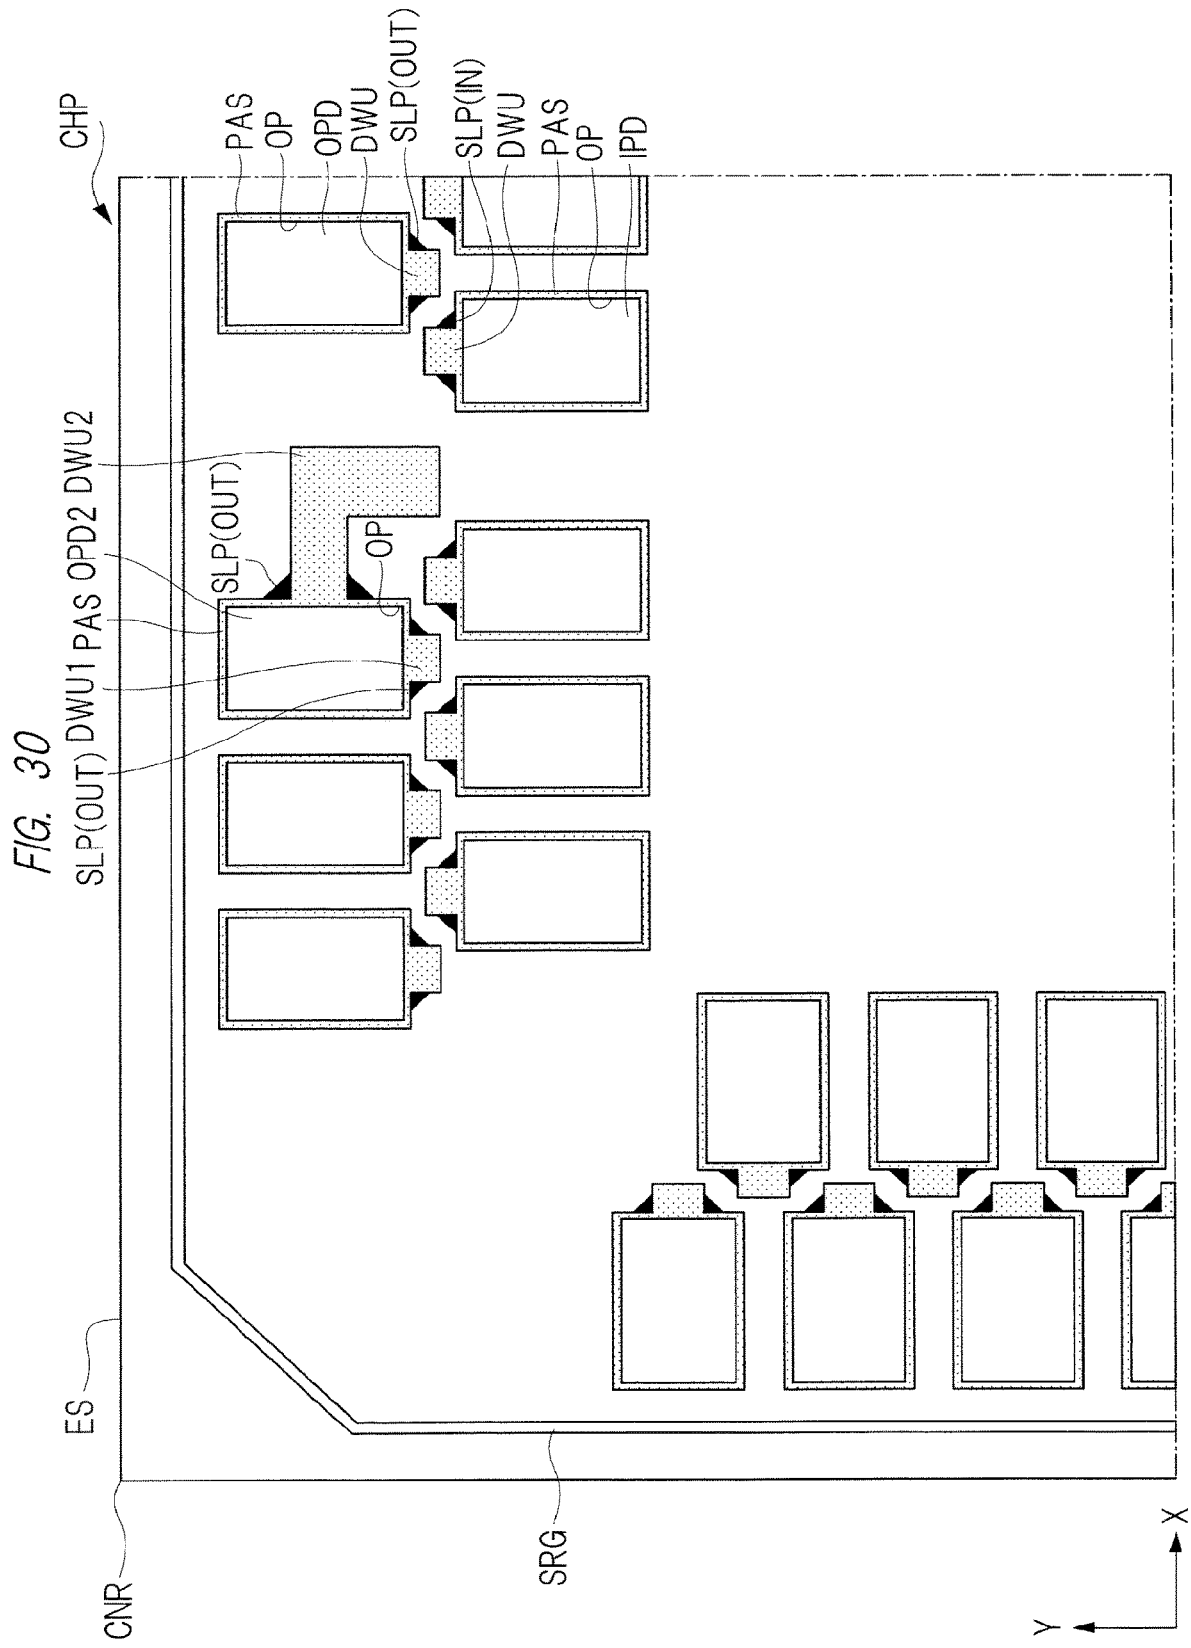 FIG. 30
CHP
PAS
OP
OPD
DWU
SLP(OUT)
SLP(IN)
DWU
PAS
OP
IPD
DWU2
OPD2
PAS
DWU1
SLP(OUT)
SLP(OUT)
OP
ES
CNR
SRG
Y
X